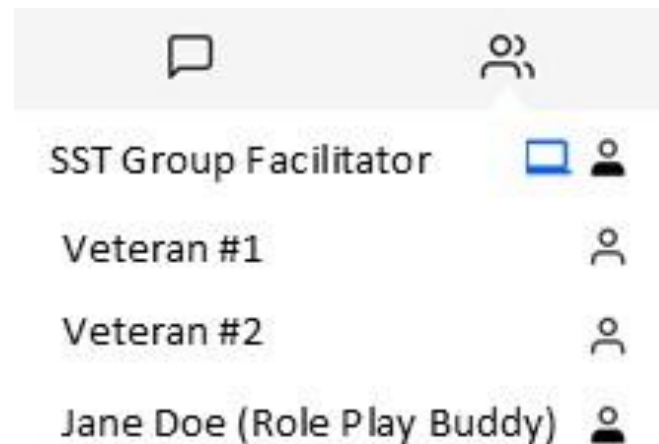 SST Group Facilitator
Veteran #1
Veteran #2
Jane Doe (Role Play Buddy)